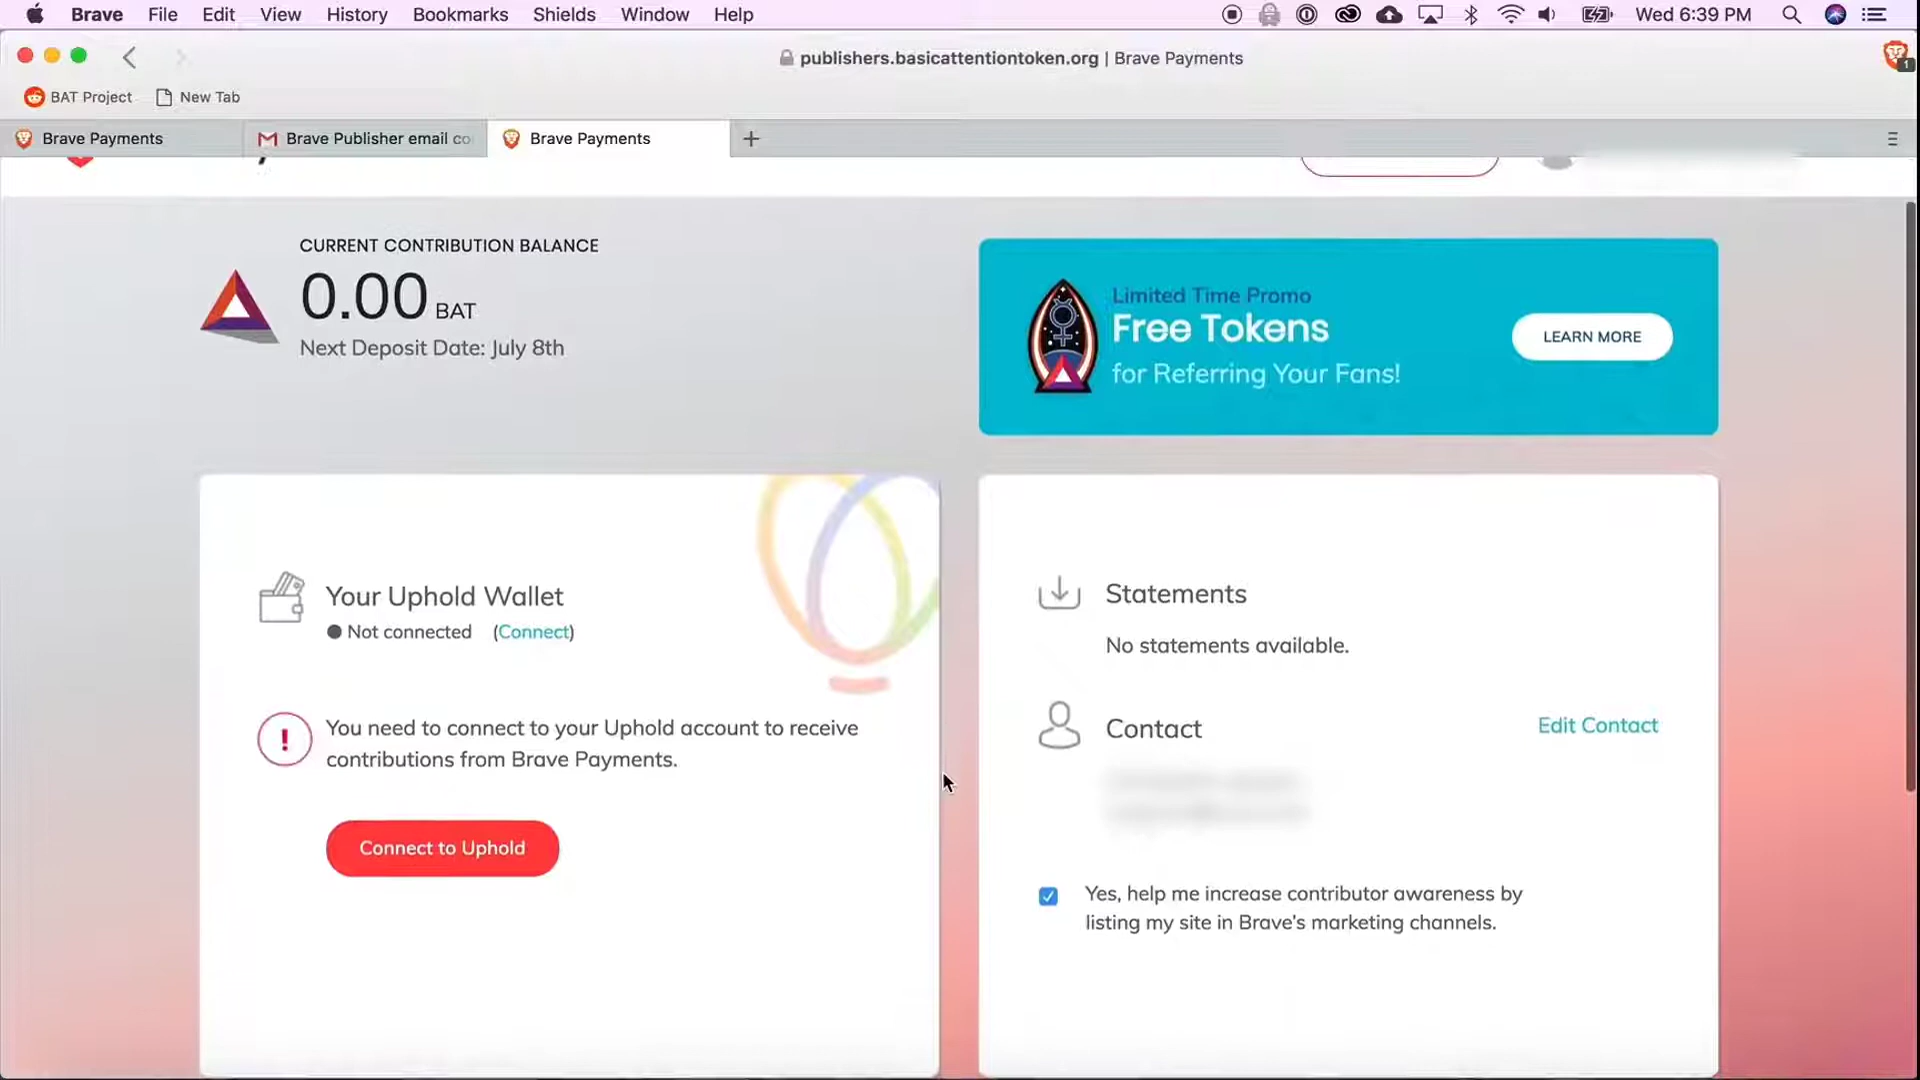 Brave File Edit View History Bookmarks Shields Window Help Wed 6:39 PM
publishers.basicattentiontoken.org | Brave Payments
1
BAT Project New Tab
Brave Payments Brave Publisher email co Brave Payments
CURRENT CONTRIBUTION BALANCE
0.00 BAT
Next Deposit Date: July 8th
Limited Time Promo
Free Tokens
for Referring Your Fans!
LEARN MORE
Your Uphold Wallet
Not connected (Connect)
You need to connect to your Uphold account to receive
contributions from Brave Payments.
Connect to Uphold
Statements
No statements available.
Contact
Edit Contact
Yes, help me increase contributor awareness by
listing my site in Brave's marketing channels.